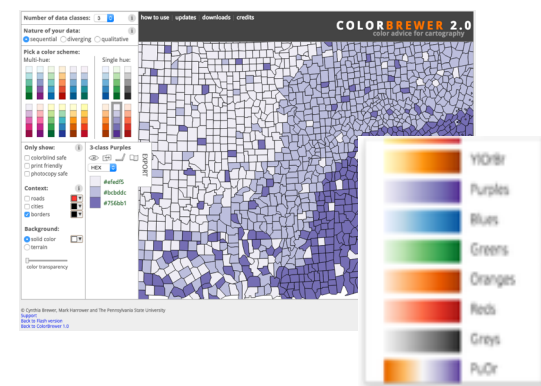 Number of data classes: 3 i
how to use updates downloads credits
COLORBREWER 2.0
color advice for cartography
Nature of your data: i
sequential diverging qualitative
Pick a color scheme:
Multi-hue: Single hue:
Only show: i
colorblind safe
print friendly
photocopy safe
Context: i
roads
cities
borders
Background: i
solid color
terrain
color transparency
3-class Purples
EXPORT
HEX
#efedf5
#bcbddc
#756bb1
© Cynthia Brewer, Mark Harrower and The Pennsylvania State University
Support
Back to Flash version
Back to ColorBrewer 1.0
YlOrBr
Purples
Blues
Greens
Oranges
Reds
Greys
PuOr